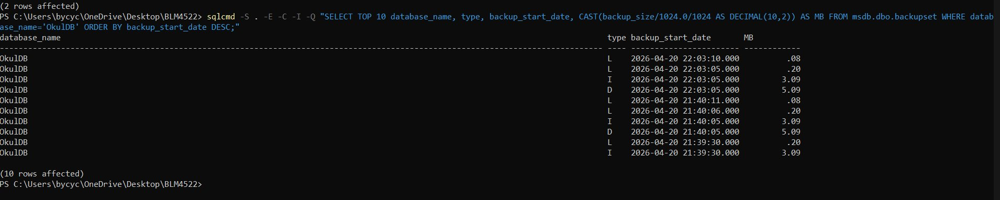 (2 rows affected)
PS C:\Users\bycyc\OneDrive\Desktop\BLM4522> sqlcmd -S . -E -C -I -Q "SELECT TOP 10 database_name, type, backup_start_date, CAST(backup_size/1024.0/1024 AS DECIMAL(10,2)) AS MB FROM msdb.dbo.backupset WHERE datab
ase_name='OkulDB' ORDER BY backup_start_date DESC;"
database_name type backup_start_date MB
-------------------------------------------------------------------------------------------------------------------------------- ---- ----------------------- ------------
OkulDB L 2026-04-20 22:03:10.000 .08
OkulDB L 2026-04-20 22:03:05.000 .20
OkulDB I 2026-04-20 22:03:05.000 3.09
OkulDB D 2026-04-20 22:03:05.000 5.09
OkulDB L 2026-04-20 21:40:11.000 .08
OkulDB L 2026-04-20 21:40:06.000 .20
OkulDB I 2026-04-20 21:40:05.000 3.09
OkulDB D 2026-04-20 21:40:05.000 5.09
OkulDB L 2026-04-20 21:39:30.000 .20
OkulDB I 2026-04-20 21:39:30.000 3.09
(10 rows affected)
PS C:\Users\bycyc\OneDrive\Desktop\BLM4522>